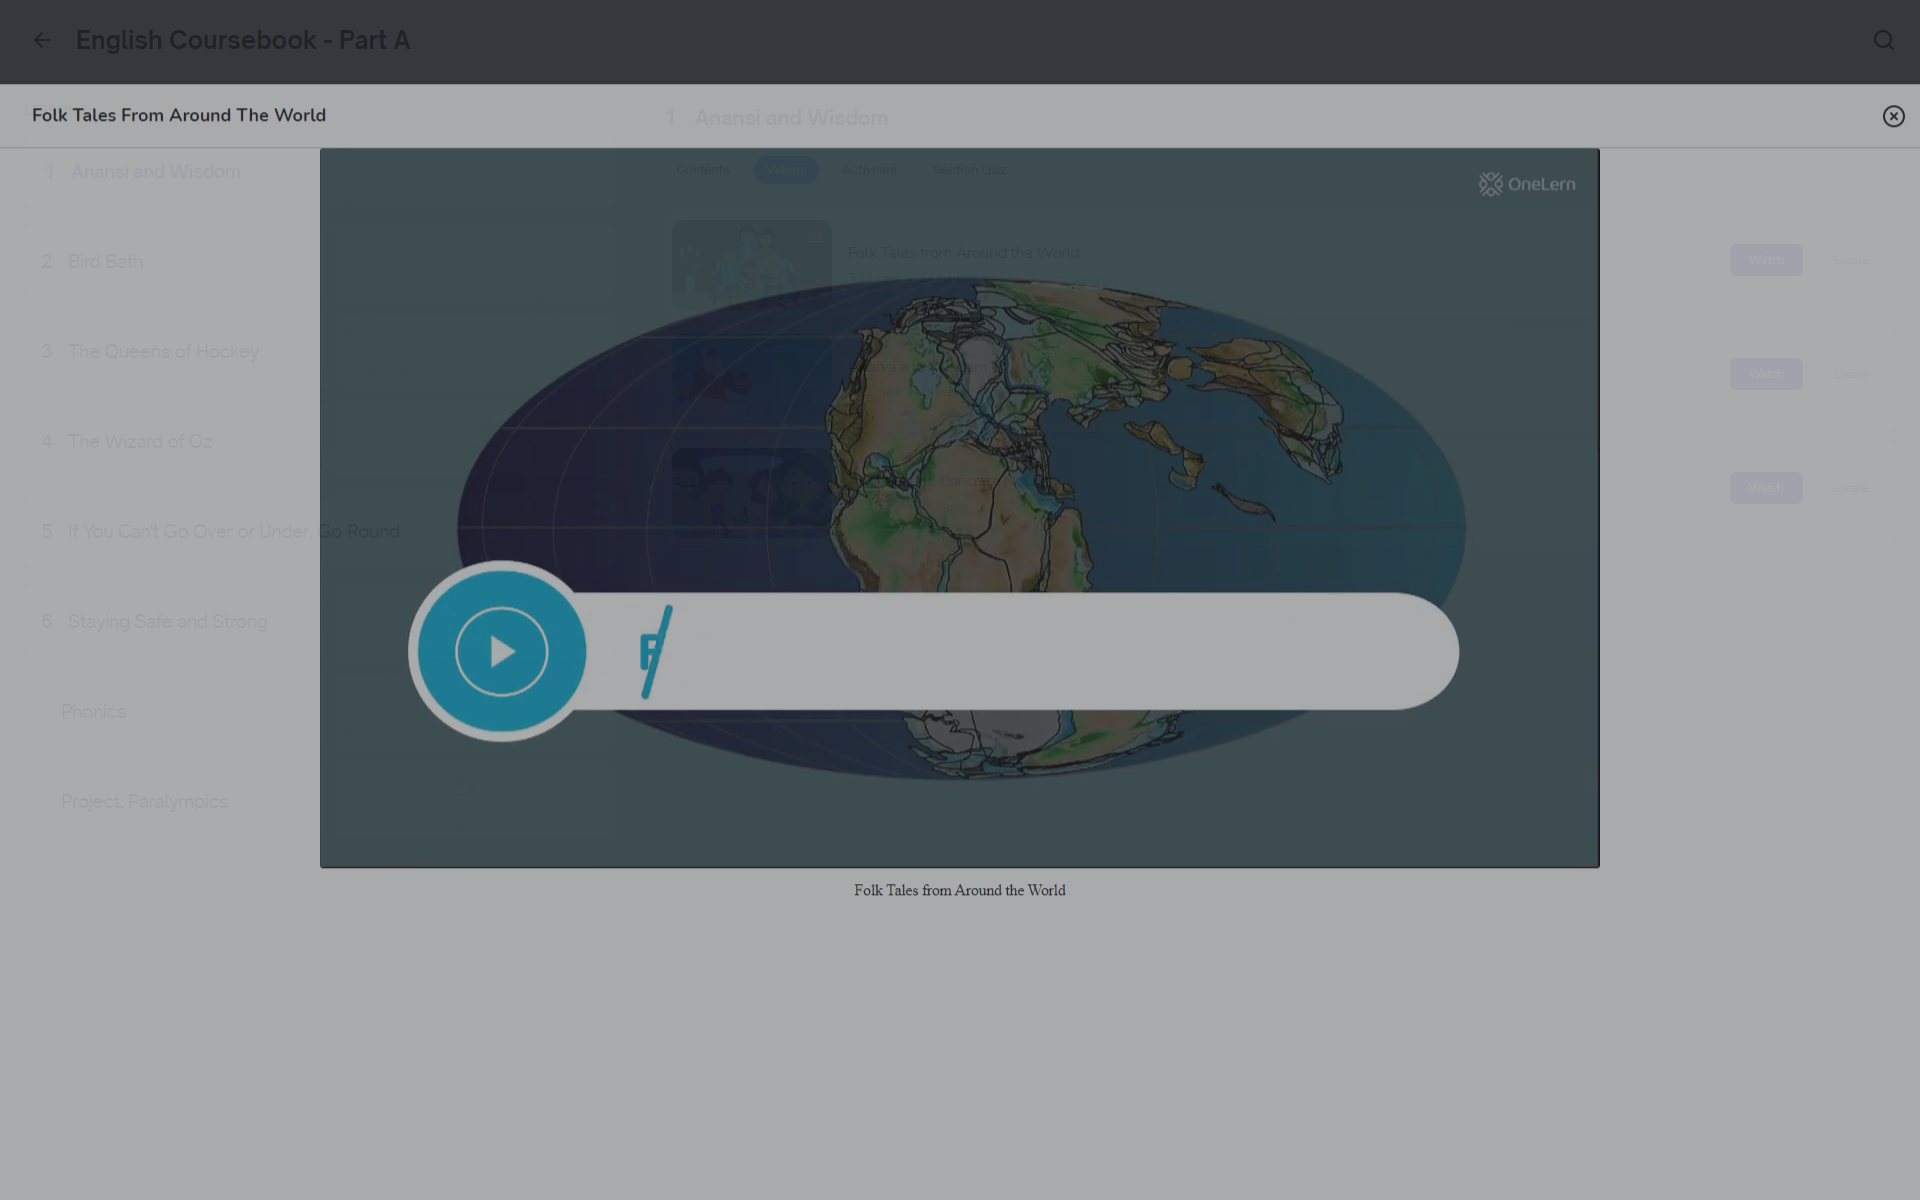 English Coursebook - Part A
Folk Tales From Around The World
1 Anansi and Wisdom
1 Anansi and Wisdom
Contents Videos Activities Section Quiz
OneLern
2 Bird Bath
Folk Tales from Around the World
Watch Locate
3 The Queens of Hockey
Watch Locate
4 The Wizard of Oz
Watch Locate
5 If You Can't Go Over or Under, Go Round
6 Staying Safe and Strong
F
Phonics
Project: Paralympics
Folk Tales from Around the World